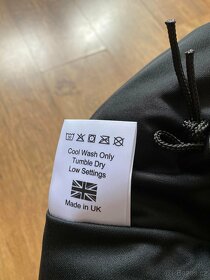 Cool Wash Only
Tumble Dry
Low Settings
Made in UK